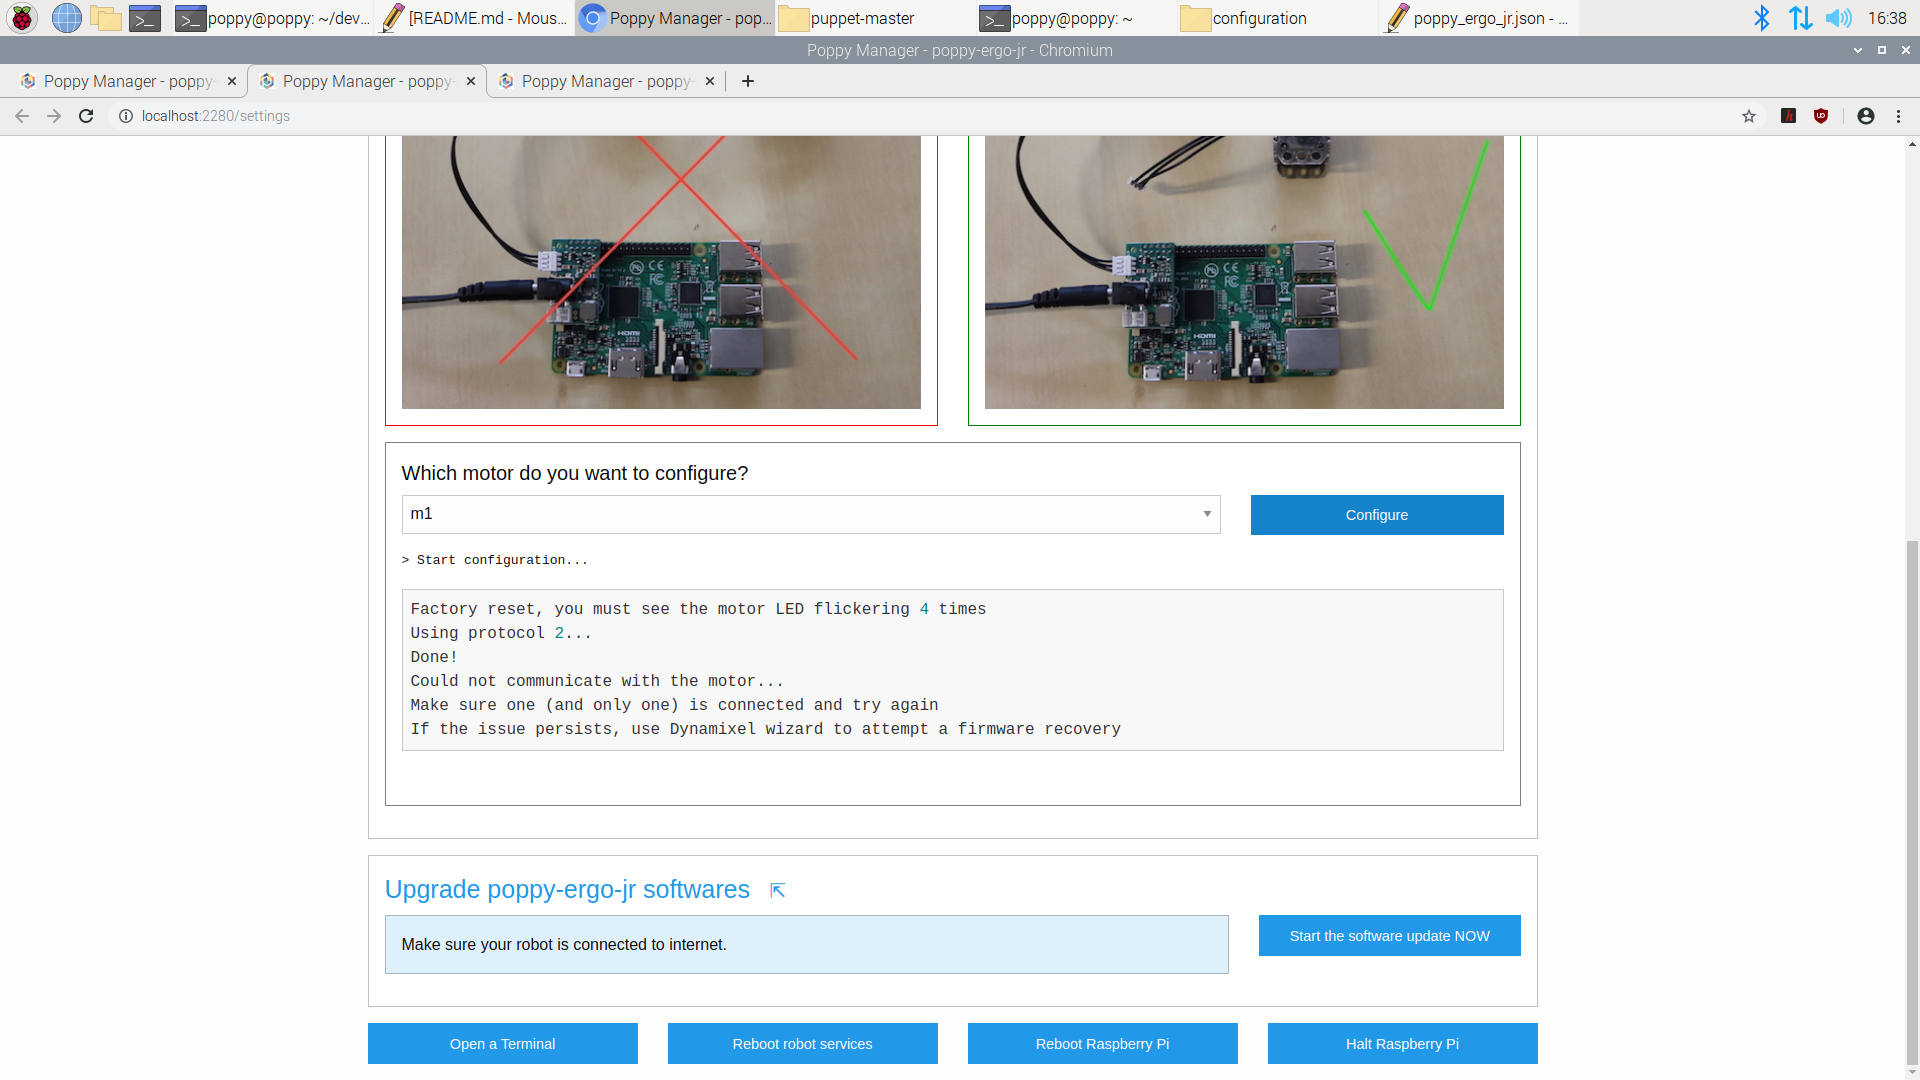 poppy@poppy: ~/dev...
[README.md - Mous...
Poppy Manager - pop...
puppet-master
poppy@poppy: ~
configuration
poppy_ergo_jr.json - ...
16:38
Poppy Manager - poppy-ergo-jr - Chromium
Poppy Manager - poppy-
Poppy Manager - poppy-
Poppy Manager - poppy-
localhost:2280/settings
HDMI
HDMI
Which motor do you want to configure?
m1
Configure
> Start configuration...
Factory reset, you must see the motor LED flickering 4 times
Using protocol 2...
Done!
Could not communicate with the motor...
Make sure one (and only one) is connected and try again
If the issue persists, use Dynamixel wizard to attempt a firmware recovery
Upgrade poppy-ergo-jr softwares
Make sure your robot is connected to internet.
Start the software update NOW
Open a Terminal
Reboot robot services
Reboot Raspberry Pi
Halt Raspberry Pi